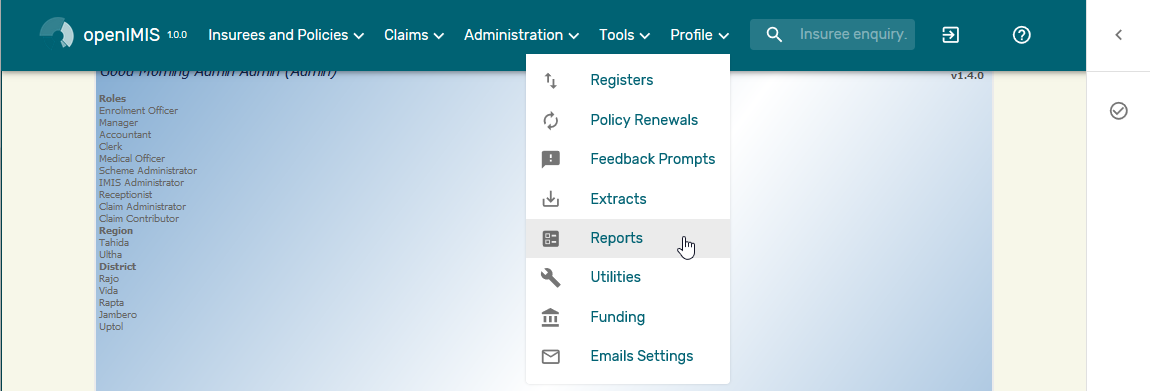 openIMIS 1.0.0 Insurees and Policies Claims Administration Tools Profile Insuree enquiry.
Good Morning Admin Admin (Admin)
v1.4.0
Roles
Enrolment Officer
Manager
Accountant
Clerk
Medical Officer
Scheme Administrator
IMIS Administrator
Receptionist
Claim Administrator
Claim Contributor
Region
Tahida
Ultha
District
Rajo
Vida
Rapta
Jambero
Uptol
Registers
Policy Renewals
Feedback Prompts
Extracts
Reports
Utilities
Funding
Emails Settings